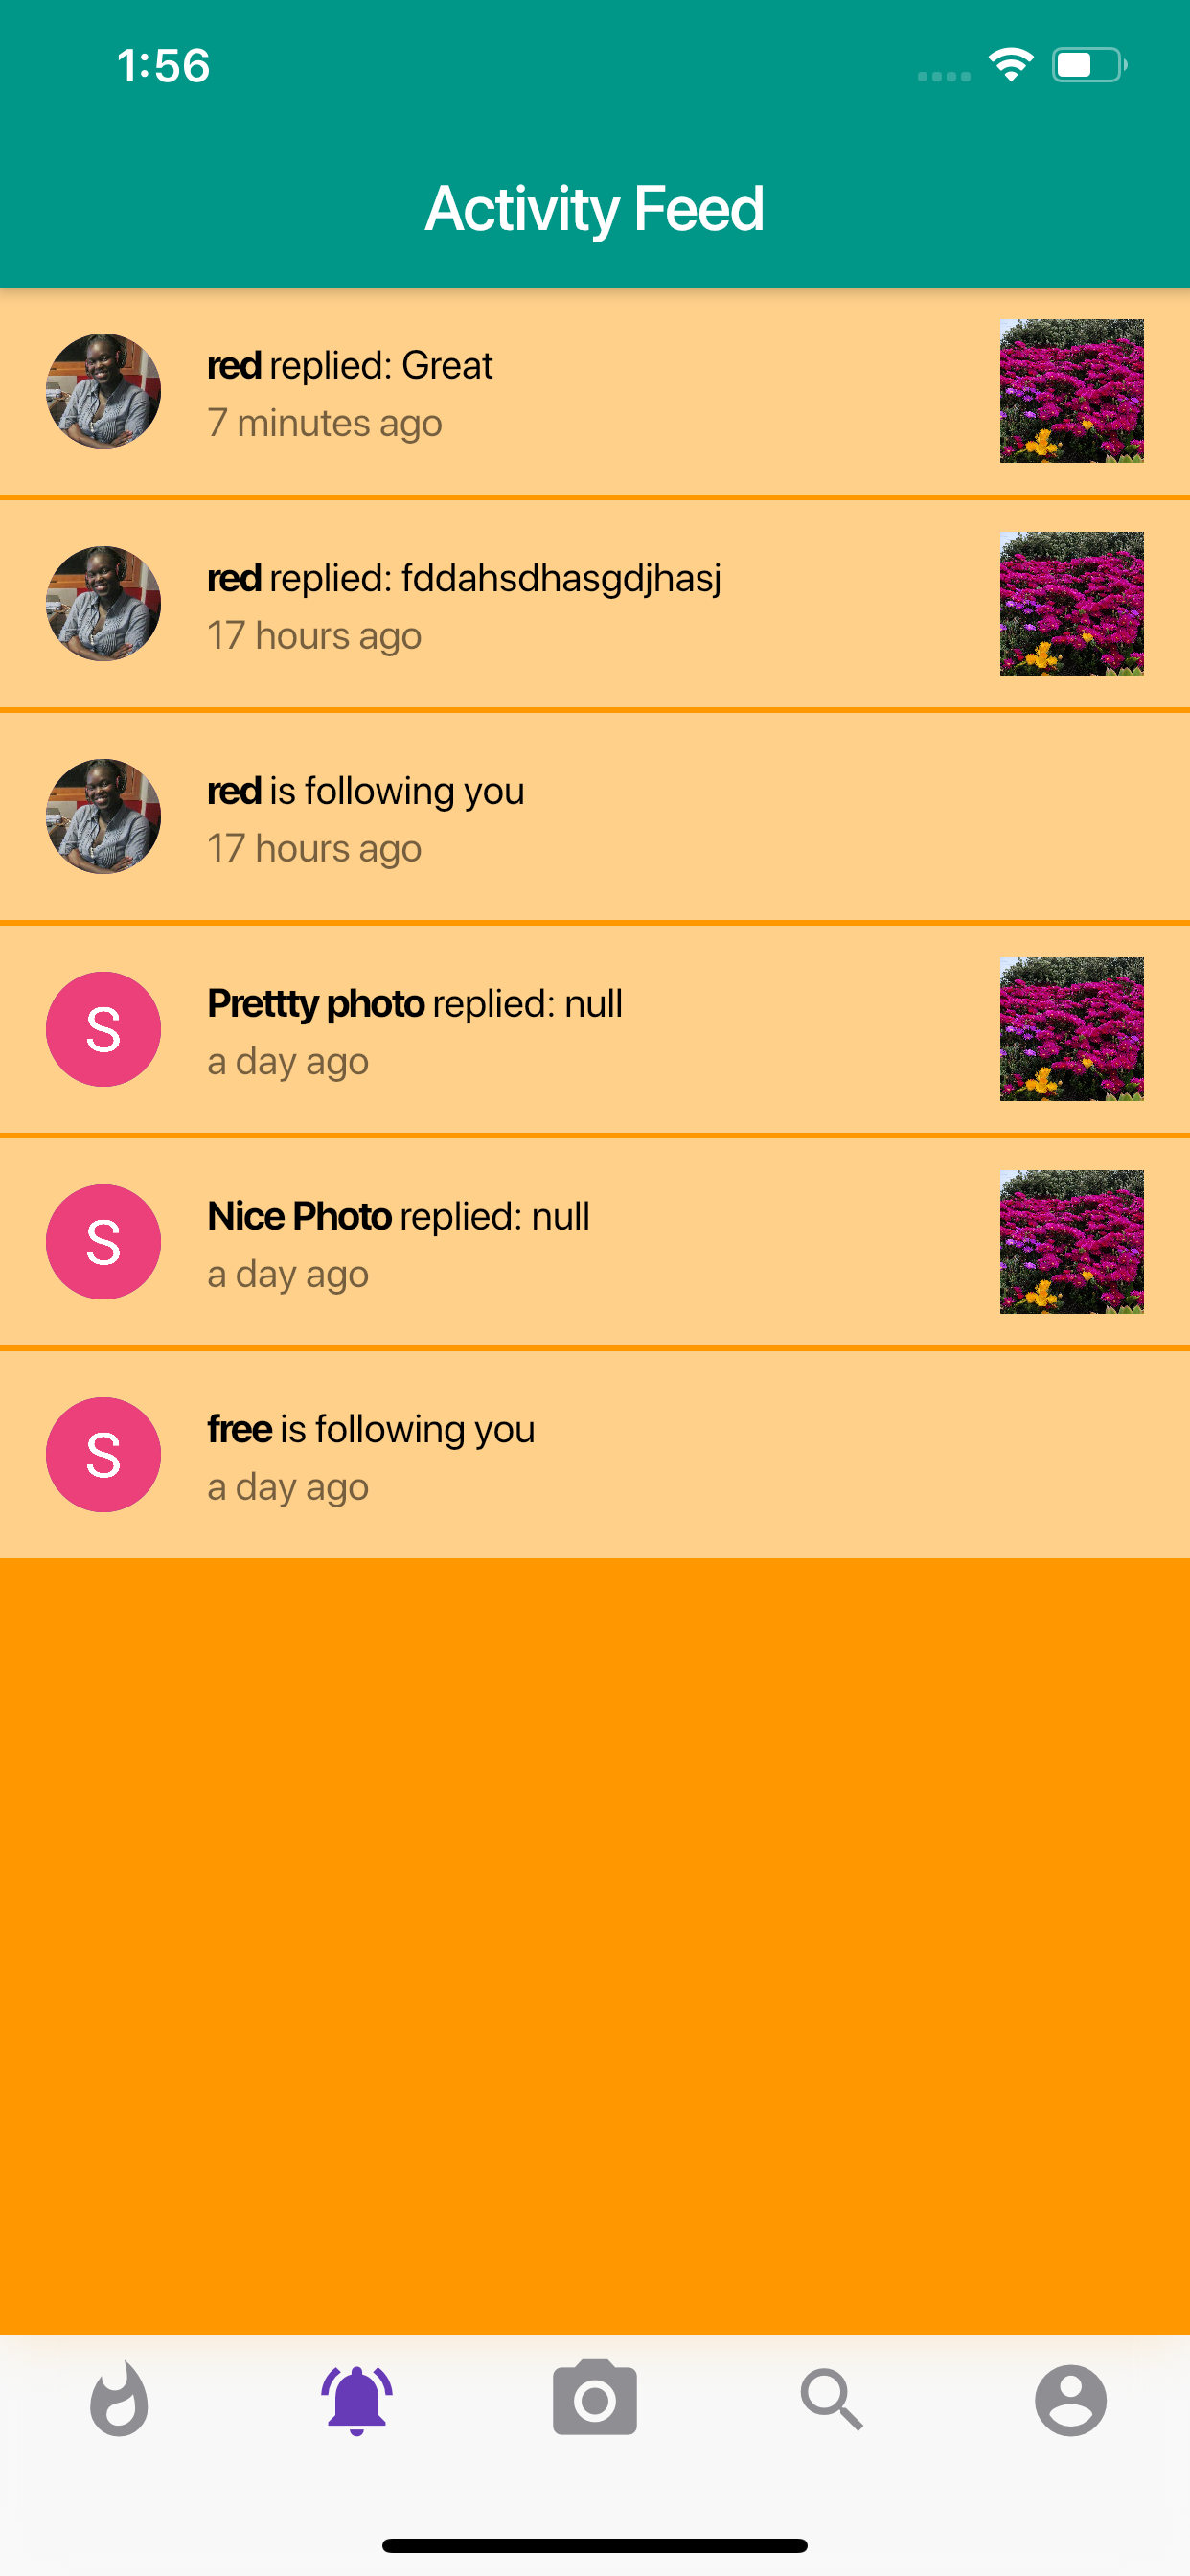 1:56
Activity Feed
red replied: Great
7 minutes ago
red replied: fddahsdhasgdjhasj
17 hours ago
red is following you
17 hours ago
S
Prettty photo replied: null
a day ago
S
Nice Photo replied: null
a day ago
S
free is following you
a day ago